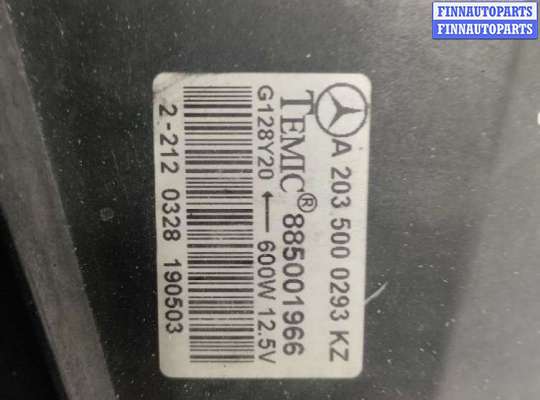 FINNAUTOPARTS
FINNAUTOPARTS
A 203 500 0293 KZ
TEMIC® 885001966
G128Y20 ← 600W 12.5V
2-212 0328 190503